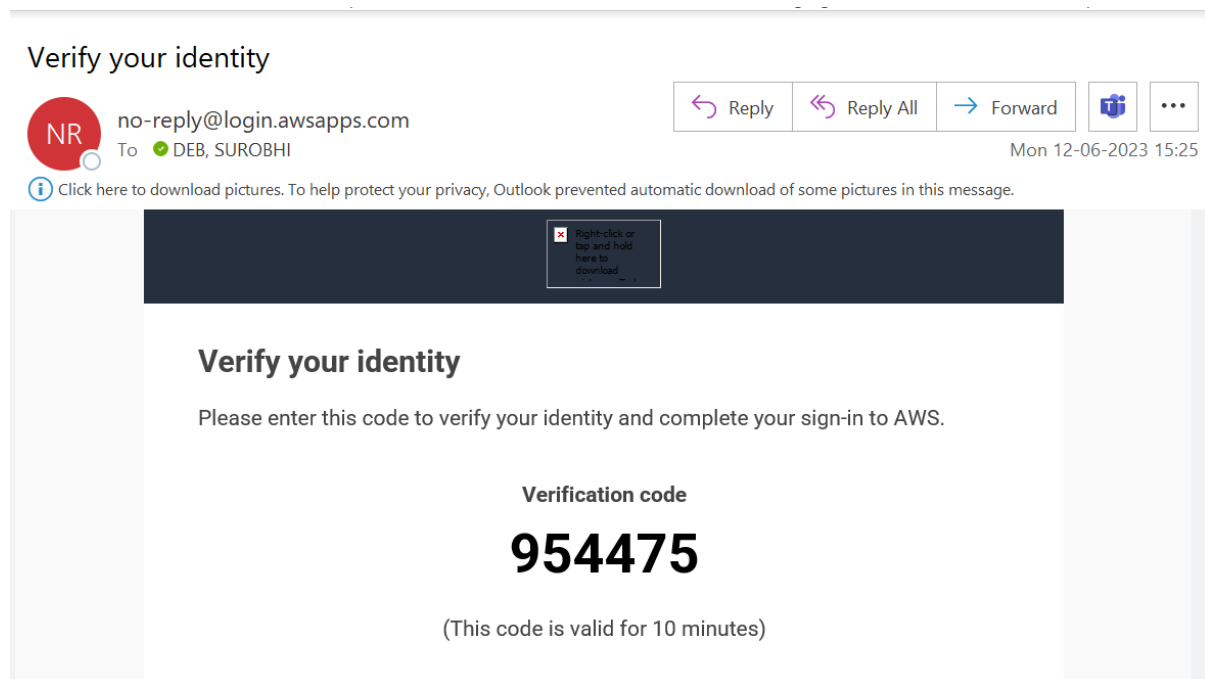 Verify your identity
NR
no-reply@login.awsapps.com
Reply
Reply All
Forward
To DEB, SUROBHI
Mon 12-06-2023 15:25
Click here to download pictures. To help protect your privacy, Outlook prevented automatic download of some pictures in this message.
Right-click or
tap and hold
here to
download
Verify your identity
Please enter this code to verify your identity and complete your sign-in to AWS.
Verification code
954475
(This code is valid for 10 minutes)